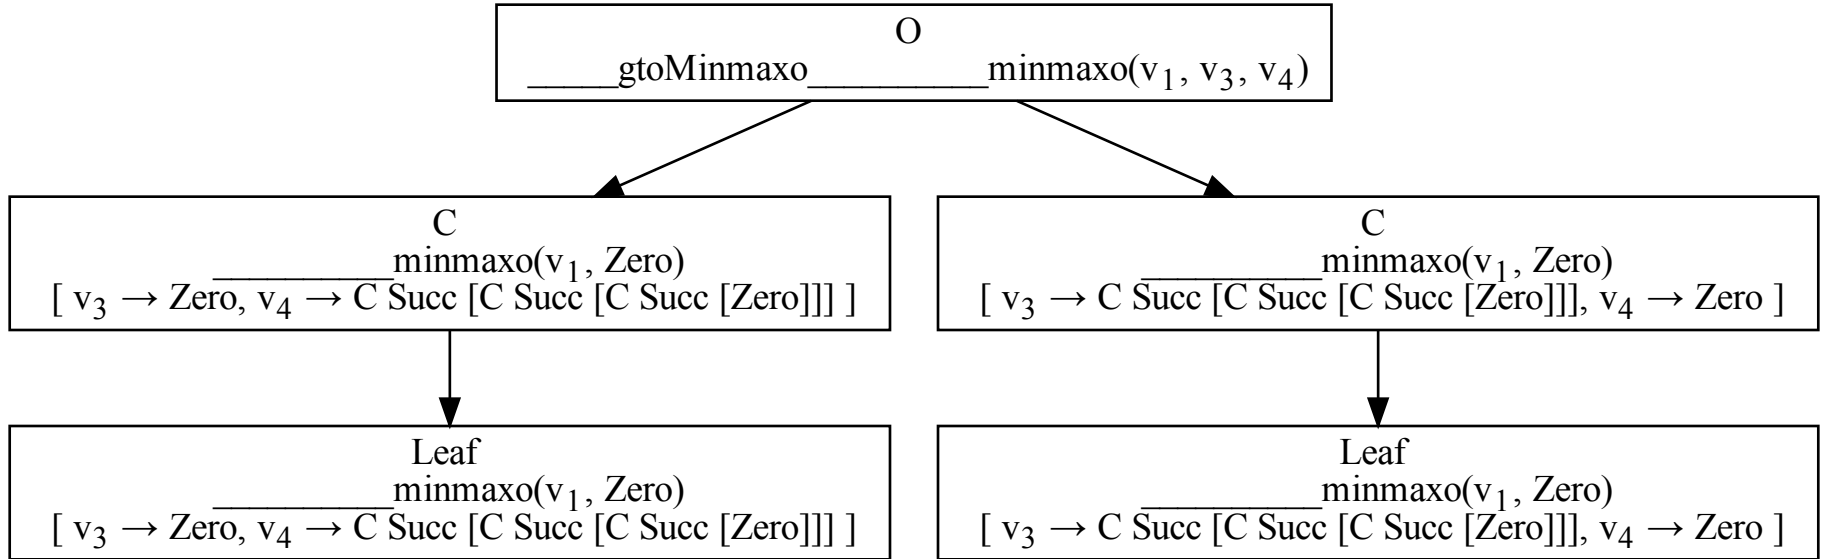 O
_____gtoMinmaxo__________minmaxo(v₁, v₃, v₄)
C
__________minmaxo(v₁, Zero)
[ v₃ → Zero, v₄ → C Succ [C Succ [C Succ [Zero]]] ]
C
__________minmaxo(v₁, Zero)
[ v₃ → C Succ [C Succ [C Succ [Zero]]], v₄ → Zero ]
Leaf
__________minmaxo(v₁, Zero)
[ v₃ → Zero, v₄ → C Succ [C Succ [C Succ [Zero]]] ]
Leaf
__________minmaxo(v₁, Zero)
[ v₃ → C Succ [C Succ [C Succ [Zero]]], v₄ → Zero ]